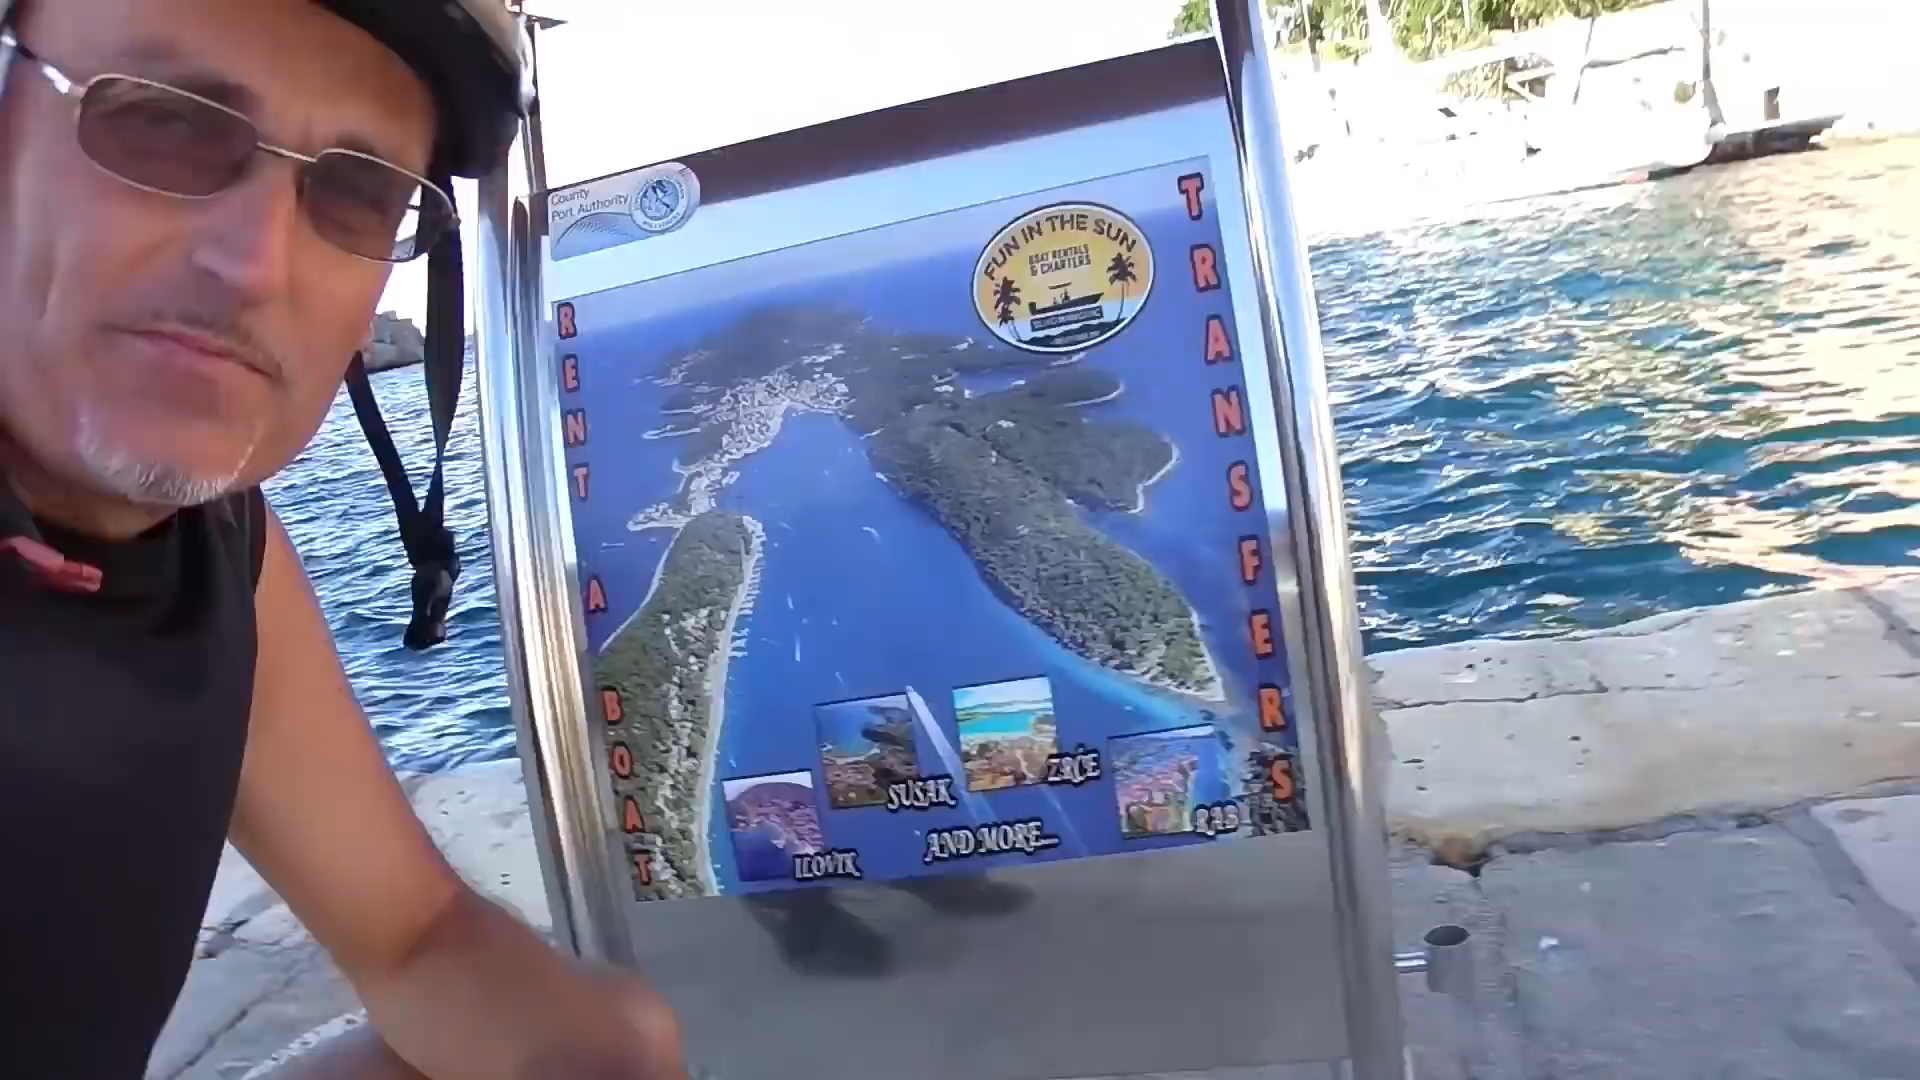 County
Port Authority
FUN IN THE SUN
BOAT RENTALS
& CHARTERS
RENT A BOAT
TRANSFERS
SUSAK
ZRĆE
ILOVIK
RAB
AND MORE...